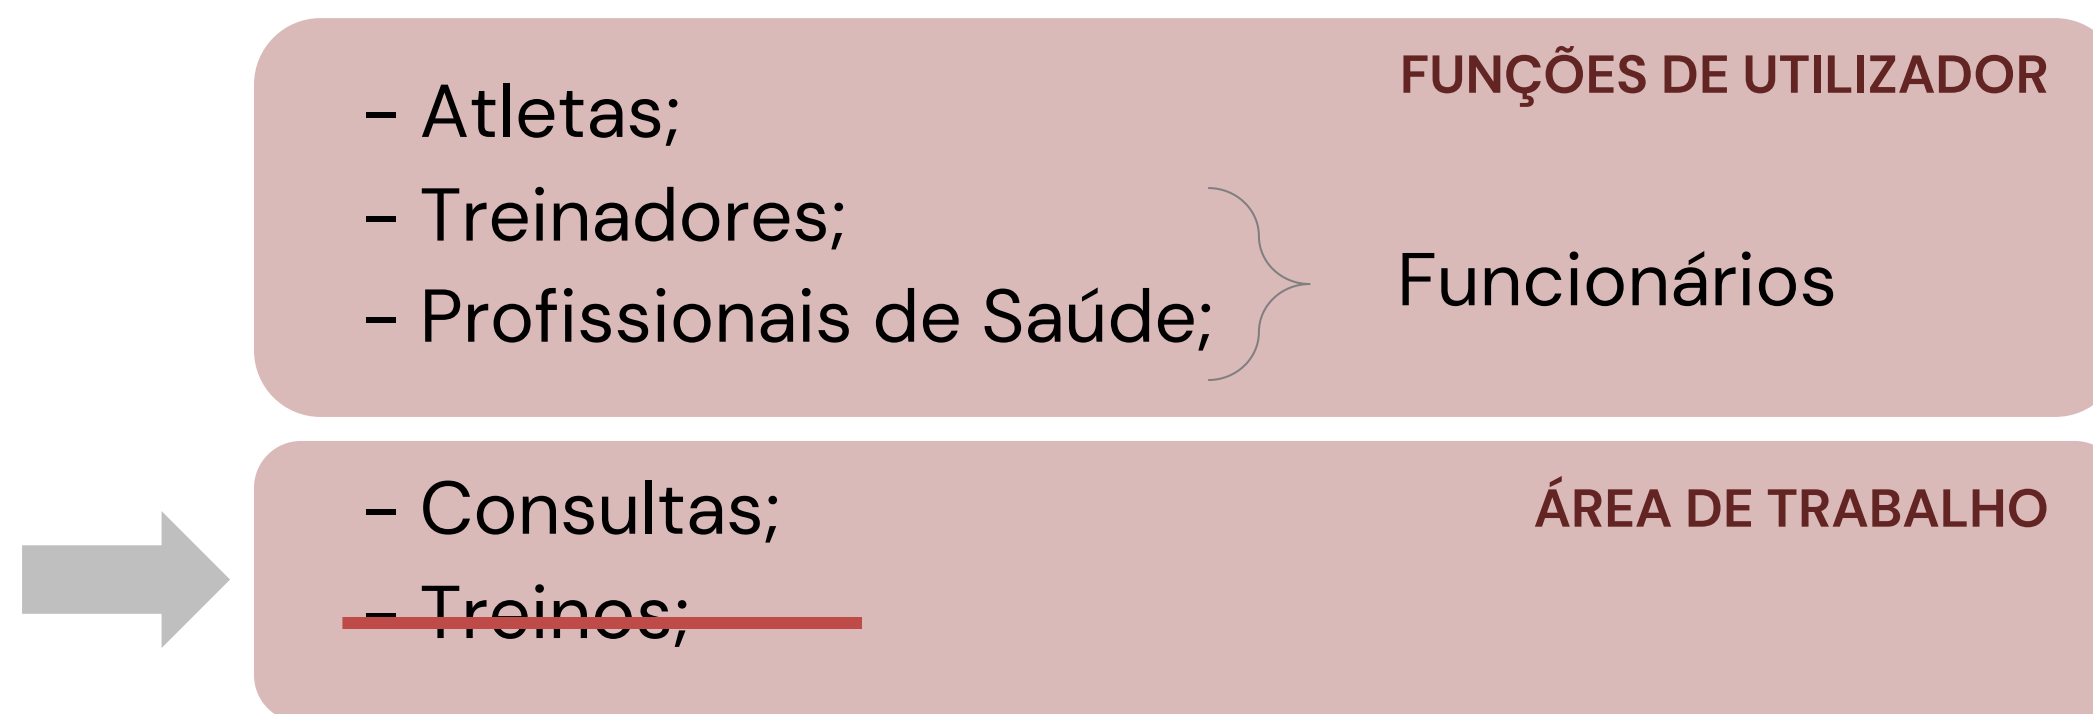 FUNÇÕES DE UTILIZADOR
- Atletas;
- Treinadores;
- Profissionais de Saúde;
Funcionários
ÁREA DE TRABALHO
- Consultas;
- Treinos;